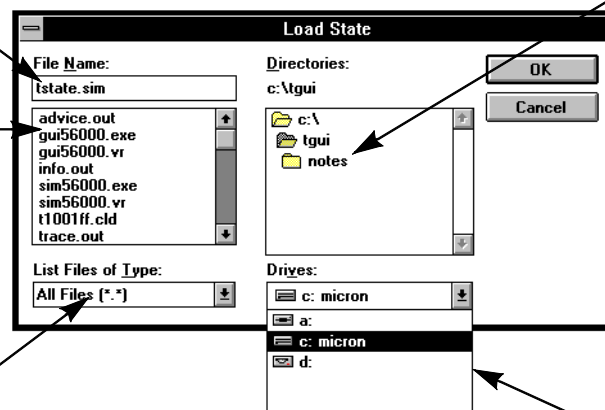 Load State
File Name:
tstate.sim
advice.out
gui56000.exe
gui56000.vr
info.out
sim56000.exe
sim56000.vr
t1001ff.cld
trace.out
List Files of Type:
All Files (*.*)
Directories:
c:\tgui
c:\
tgui
notes
Drives:
c: micron
a:
c: micron
d:
OK
Cancel